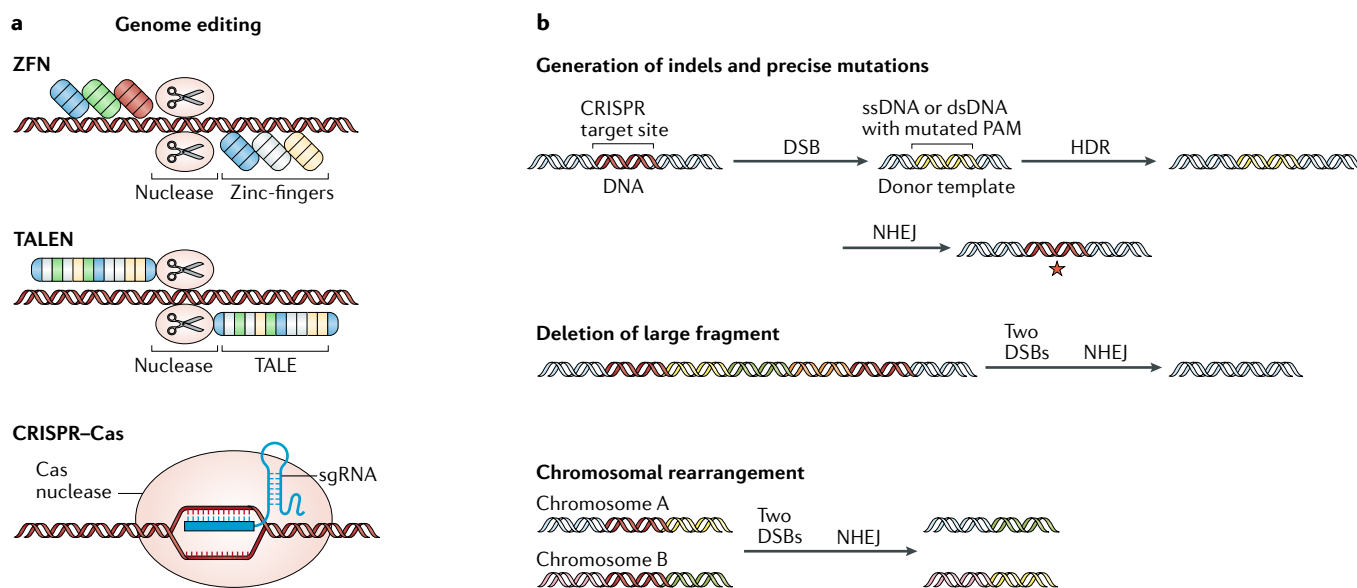 a
Genome editing
ZFN
Nuclease
Zinc-fingers
TALEN
Nuclease
TALE
CRISPR–Cas
Cas
nuclease
sgRNA
b
Generation of indels and precise mutations
CRISPR
target site
DNA
DSB
ssDNA or dsDNA
with mutated PAM
Donor template
HDR
NHEJ
Deletion of large fragment
Two
DSBs
NHEJ
Chromosomal rearrangement
Chromosome A
Chromosome B
Two
DSBs
NHEJ